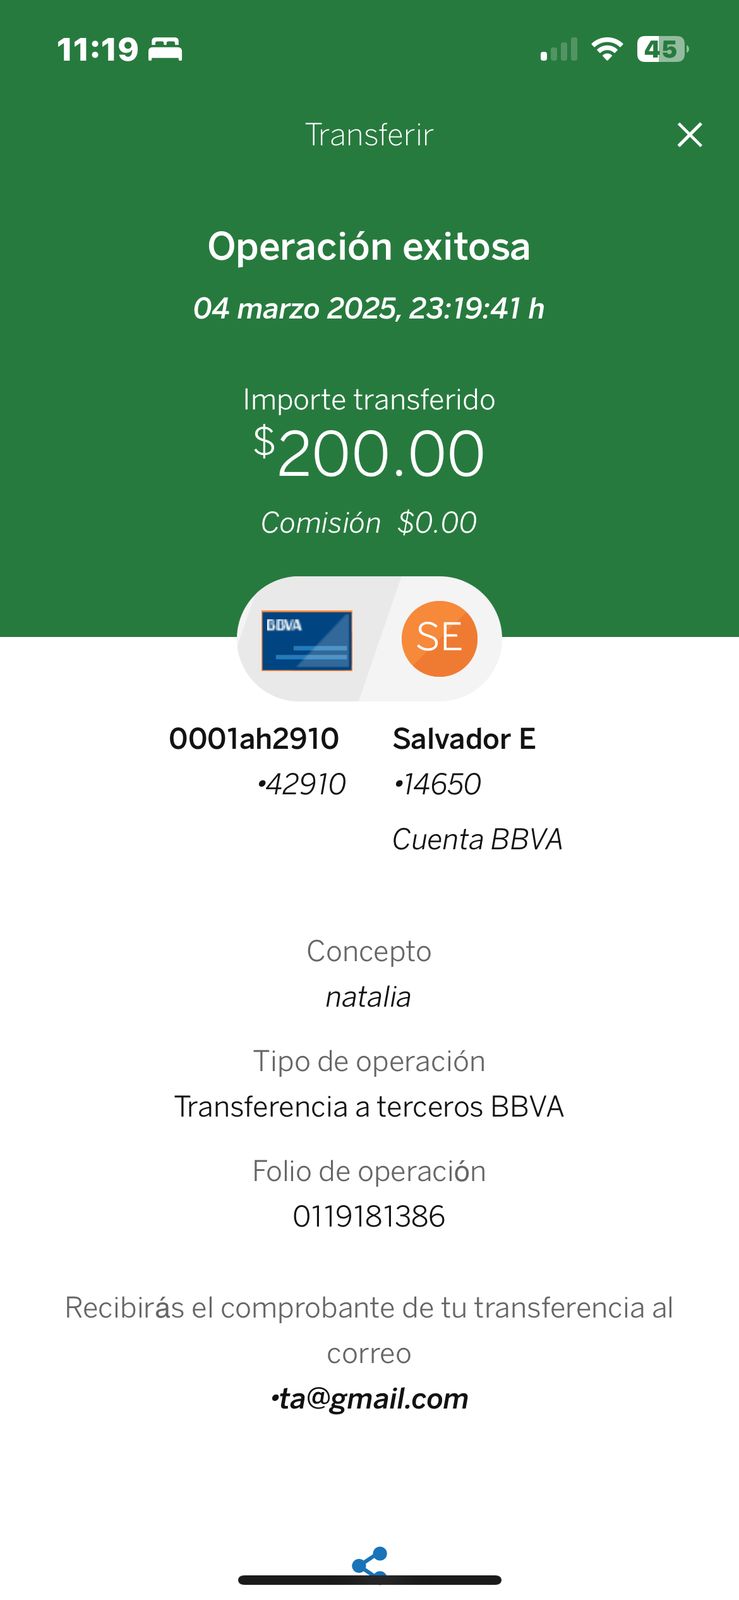 11:19
45
Transferir
Operación exitosa
04 marzo 2025, 23:19:41 h
Importe transferido
$200.00
Comisión $0.00
BBVA
SE
0001ah2910
•42910
Salvador E
•14650
Cuenta BBVA
Concepto
natalia
Tipo de operación
Transferencia a terceros BBVA
Folio de operación
0119181386
Recibirás el comprobante de tu transferencia al
correo
•ta@gmail.com